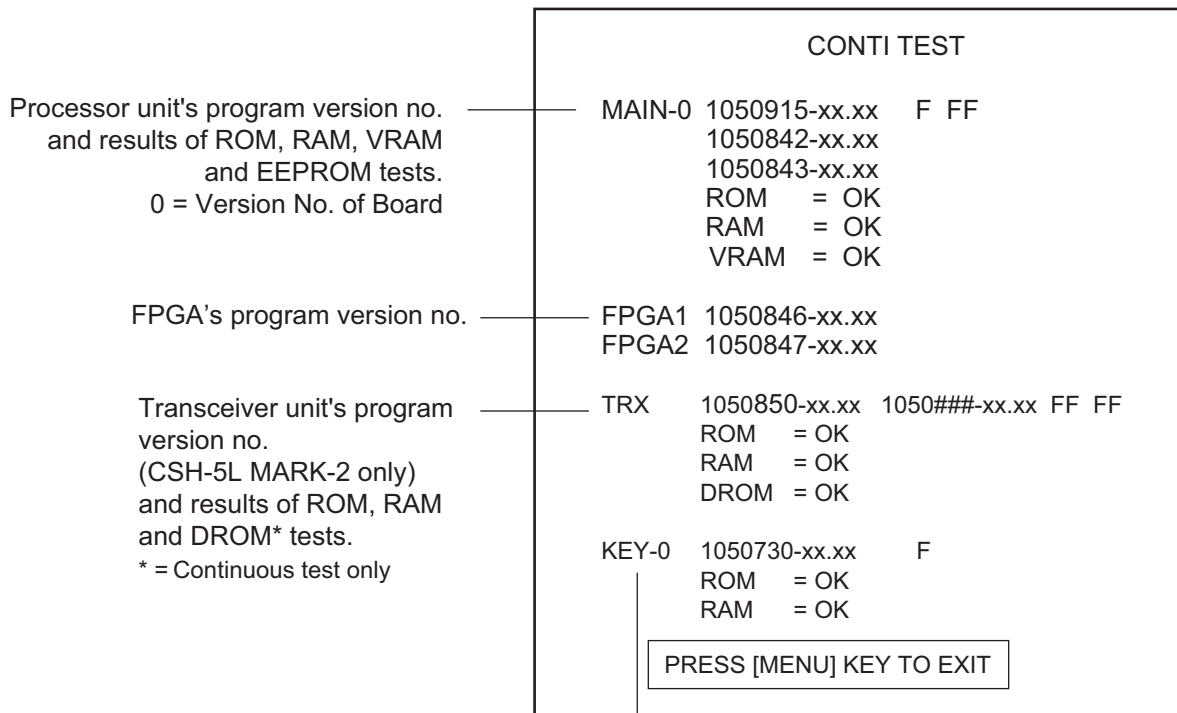 CONTI TEST
Processor unit's program version no.
and results of ROM, RAM, VRAM
and EEPROM tests.
0 = Version No. of Board
MAIN-0 1050915-xx.xx F FF
1050842-xx.xx
1050843-xx.xx
ROM = OK
RAM = OK
VRAM = OK
FPGA’s program version no.
FPGA1 1050846-xx.xx
FPGA2 1050847-xx.xx
Transceiver unit's program
version no.
(CSH-5L MARK-2 only)
and results of ROM, RAM
and DROM* tests.
* = Continuous test only
TRX 1050850-xx.xx 1050###-xx.xx FF FF
ROM = OK
RAM = OK
DROM = OK
KEY-0 1050730-xx.xx F
ROM = OK
RAM = OK
PRESS [MENU] KEY TO EXIT